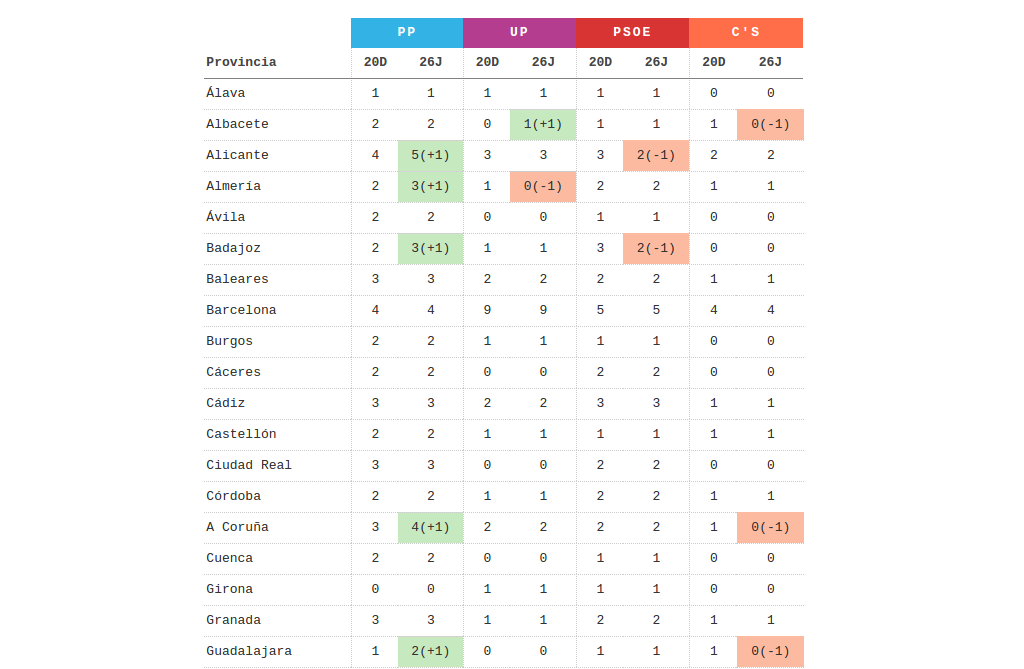 PP UP PSOE C'S
Provincia 20D 26J 20D 26J 20D 26J 20D 26J
Álava 1 1 1 1 1 1 0 0
Albacete 2 2 0 1(+1) 1 1 1 0(-1)
Alicante 4 5(+1) 3 3 3 2(-1) 2 2
Almería 2 3(+1) 1 0(-1) 2 2 1 1
Ávila 2 2 0 0 1 1 0 0
Badajoz 2 3(+1) 1 1 3 2(-1) 0 0
Baleares 3 3 2 2 2 2 1 1
Barcelona 4 4 9 9 5 5 4 4
Burgos 2 2 1 1 1 1 0 0
Cáceres 2 2 0 0 2 2 0 0
Cádiz 3 3 2 2 3 3 1 1
Castellón 2 2 1 1 1 1 1 1
Ciudad Real 3 3 0 0 2 2 0 0
Córdoba 2 2 1 1 2 2 1 1
A Coruña 3 4(+1) 2 2 2 2 1 0(-1)
Cuenca 2 2 0 0 1 1 0 0
Girona 0 0 1 1 1 1 0 0
Granada 3 3 1 1 2 2 1 1
Guadalajara 1 2(+1) 0 0 1 1 1 0(-1)